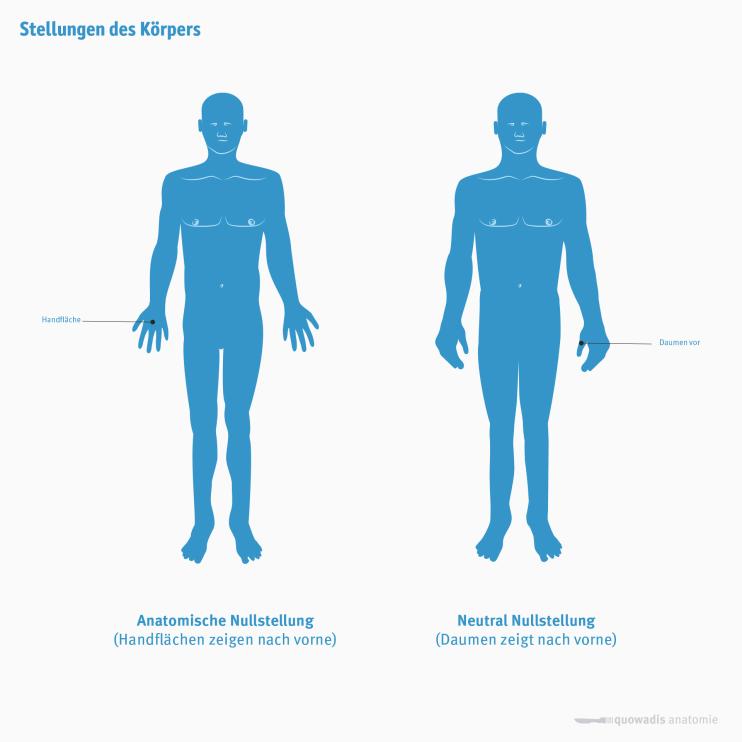 Stellungen des Körpers
Handfläche
Daumen vor
Anatomische Nullstellung
(Handflächen zeigen nach vorne)
Neutral Nullstellung
(Daumen zeigt nach vorne)
quowadis anatomie